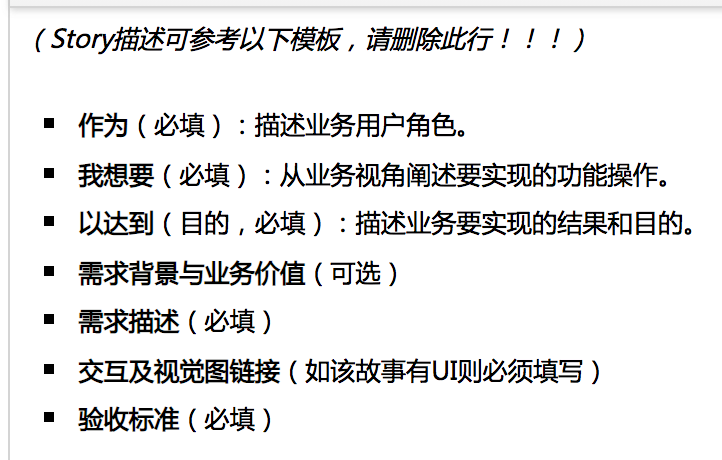 （Story描述可参考以下模板，请删除此行！！！）
▪ 作为（必填）：描述业务用户角色。
▪ 我想要（必填）：从业务视角阐述要实现的功能操作。
▪ 以达到（目的，必填）：描述业务要实现的结果和目的。
▪ 需求背景与业务价值（可选）
▪ 需求描述（必填）
▪ 交互及视觉图链接（如该故事有UI则必须填写）
▪ 验收标准（必填）